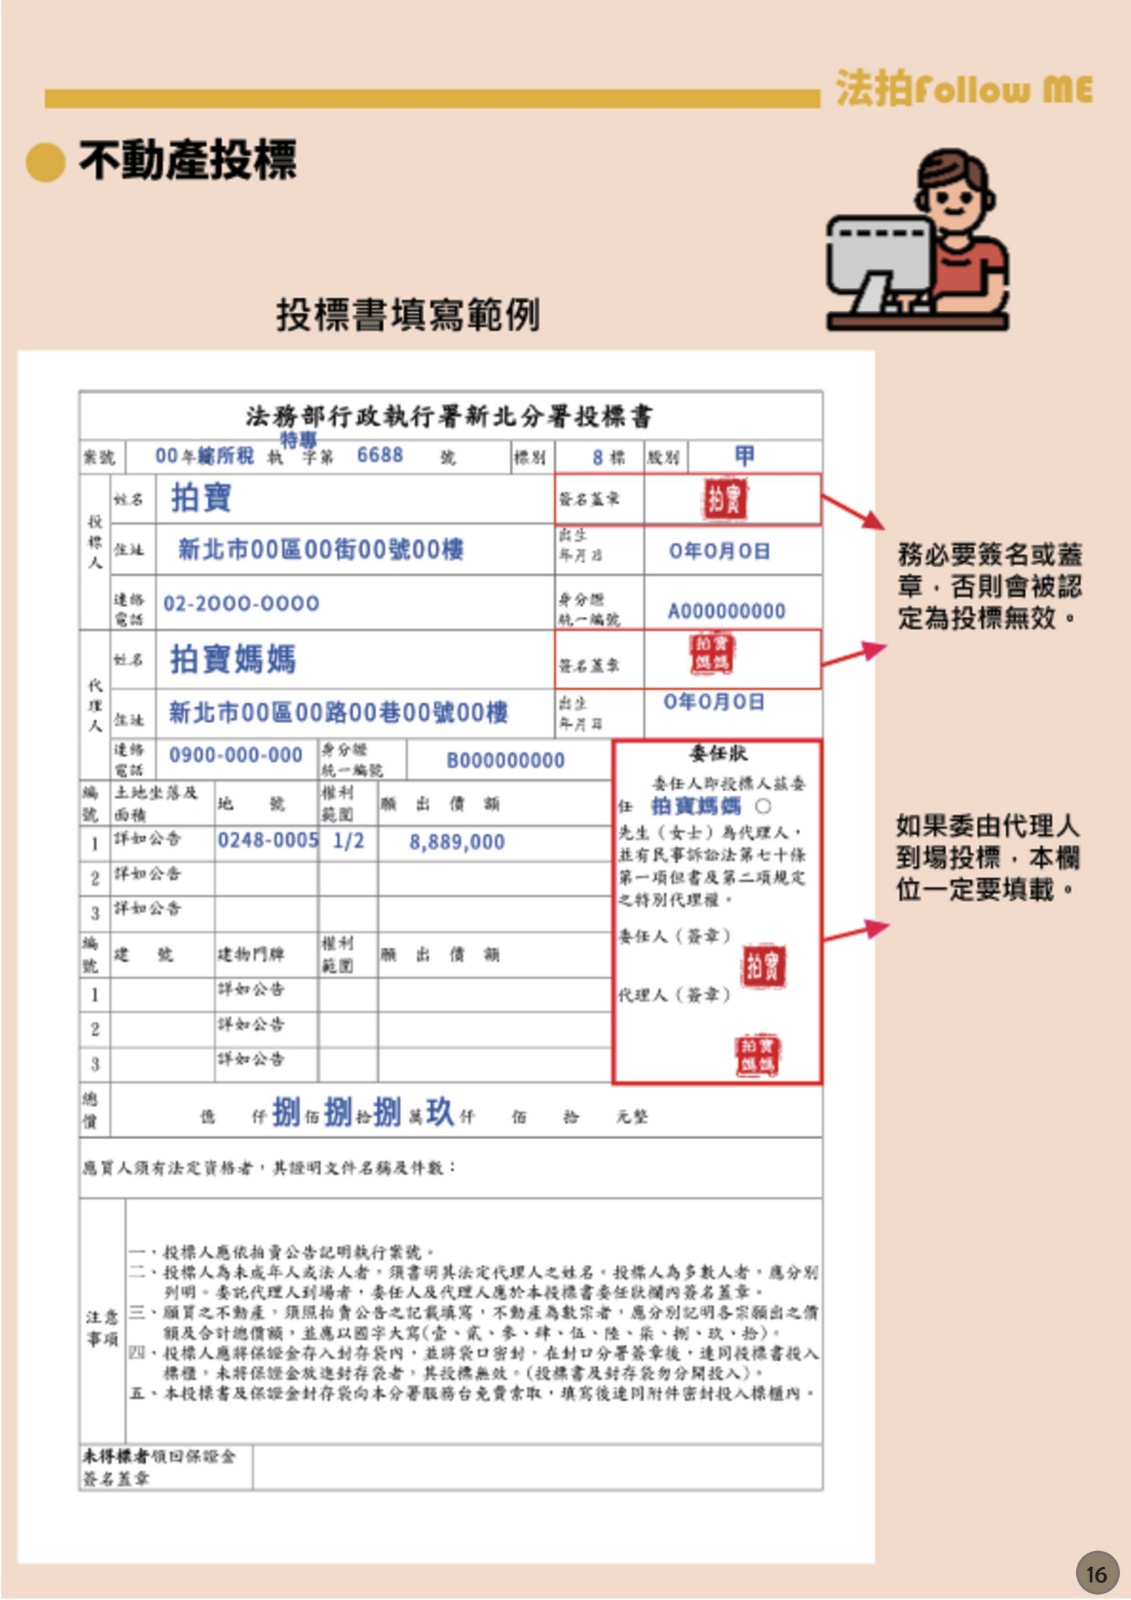 法拍Follow ME
不動產投標
投標書填寫範例
法務部行政執行署新北分署投標書
案號 00年綜所稅 執 特專 字第 6688 號 標別 8 標 股別 甲
投標人 姓名 拍寶 簽名蓋章 拍寶
住址 新北市00區00街00號00樓 出生年月日 0年0月0日
連絡電話 02-2000-0000 身分證統一編號 A000000000
代理人 姓名 拍寶媽媽 簽名蓋章 拍寶媽媽
住址 新北市00區00路00巷00號00樓 出生年月日 0年0月0日
連絡電話 0900-000-000 身分證統一編號 B000000000
編號 土地坐落及面積 地 號 權利範圍 願 出 價 額
1 詳如公告 0248-0005 1/2 8,889,000
2 詳如公告
3 詳如公告
編號 建 號 建物門牌 權利範圍 願 出 價 額
1 詳如公告
2 詳如公告
3 詳如公告
委任狀
委任人即投標人茲委
任 拍寶媽媽 〇
先生(女士)為代理人,
並有民事訴訟法第七十條
第一項但書及第二項規定
之特別代理權。
委任人(簽章)
拍寶
代理人(簽章)
拍寶媽媽
總價 億 仟捌佰捌拾捌萬玖仟 佰 拾 元整
應買人須有法定資格者,其證明文件名稱及件數:
注意事項
一、投標人應依拍賣公告記明執行案號。
二、投標人為未成年人或法人者,須書明其法定代理人之姓名。投標人為多數人者,應分別
列明。委託代理人到場者,委任人及代理人應於本投標書委任狀欄內簽名蓋章。
三、願買之不動產,須照拍賣公告之記載填寫,不動產為數宗者,應分別記明各宗願出之價
額及合計總價額,並應以國字大寫(壹、貳、參、肆、伍、陸、柒、捌、玖、拾)。
四、投標人應將保證金存入封存袋內,並將袋口密封,在封口分署簽章後,連同投標書投入
標櫃,未將保證金放進封存袋者,其投標無效。(投標書及封存袋勿分開投入)。
五、本投標書及保證金封存袋向本分署服務台免費索取,填寫後連同附件密封投入標櫃內。
未得標者領回保證金
簽名蓋章
務必要簽名或蓋
章,否則會被認
定為投標無效。
如果委由代理人
到場投標,本欄
位一定要填載。
16